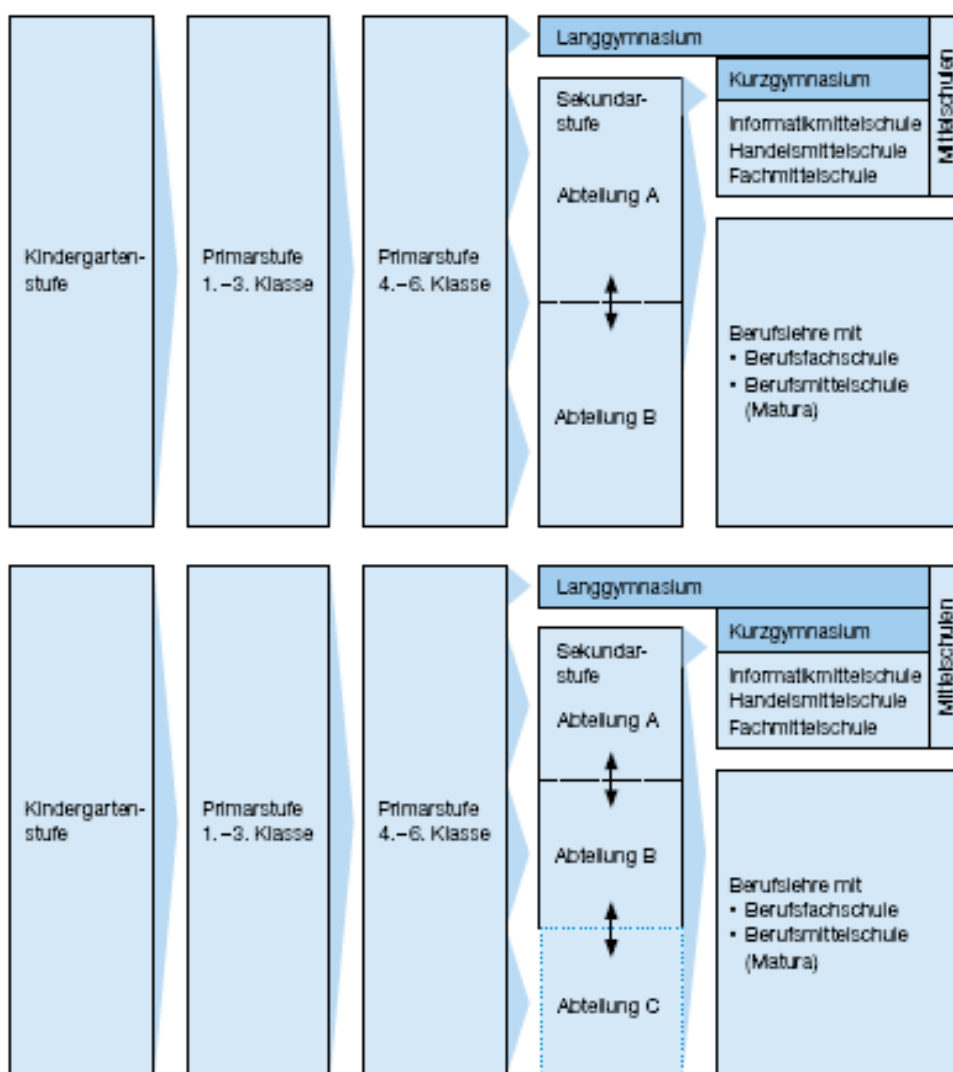 Kindergarten-
stufe
Primarstufe
1.–3. Klasse
Primarstufe
4.–6. Klasse
Langgymnasium
Sekundar-
stufe
Abteilung A
Abteilung B
Kurzgymnasium
Informatikmittelschule
Handelsmittelschule
Fachmittelschule
Mittelschulen
Berufslehre mit
• Berufsfachschule
• Berufsmittelschule
(Matura)
Kindergarten-
stufe
Primarstufe
1.–3. Klasse
Primarstufe
4.–6. Klasse
Langgymnasium
Sekundar-
stufe
Abteilung A
Abteilung B
Abteilung C
Kurzgymnasium
Informatikmittelschule
Handelsmittelschule
Fachmittelschule
Mittelschulen
Berufslehre mit
• Berufsfachschule
• Berufsmittelschule
(Matura)